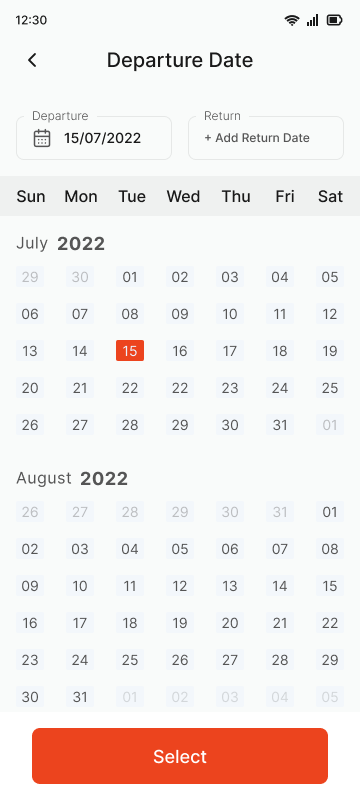 12:30
Departure Date
Departure Return
15/07/2022 + Add Return Date
Sun Mon Tue Wed Thu Fri Sat
July 2022
29 30 01 02 03 04 05
06 07 08 09 10 11 12
13 14 15 16 17 18 19
20 21 22 22 23 24 25
26 27 28 29 30 31 01
August 2022
26 27 28 29 30 31 01
02 03 04 05 06 07 08
09 10 11 12 13 14 15
16 17 18 19 20 21 22
23 24 25 26 27 28 29
30 31 01 02 03 04 05
Select